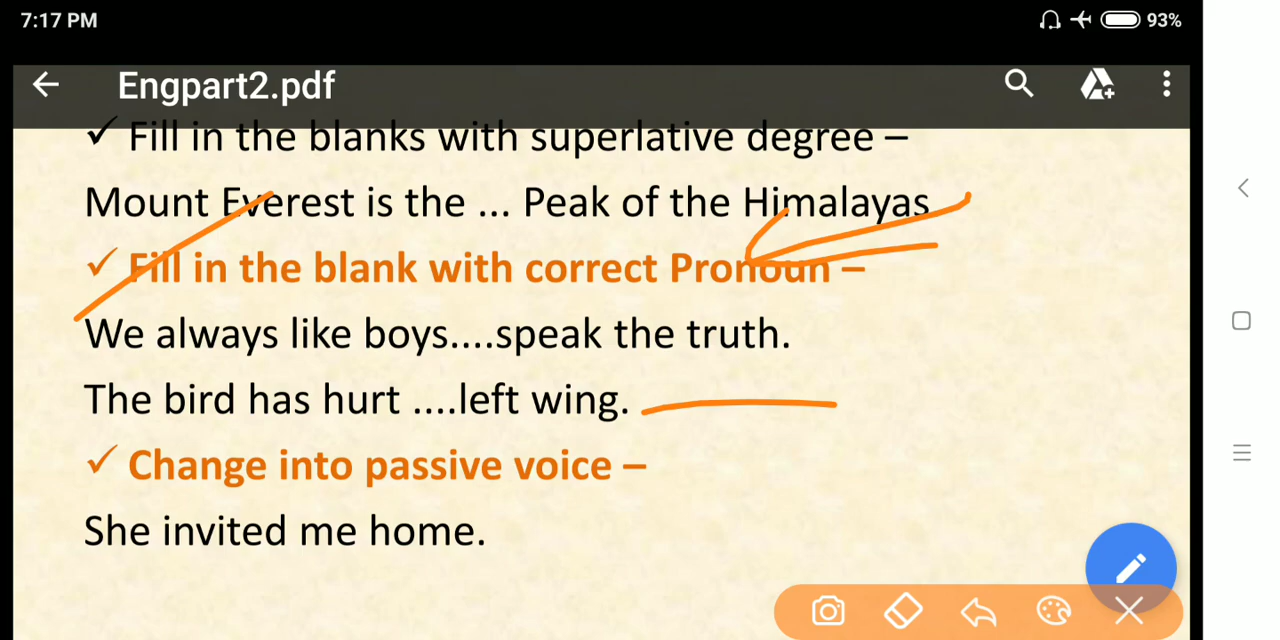 7:17 PM
93%
Engpart2.pdf
✓ Fill in the blanks with superlative degree –
Mount Everest is the ... Peak of the Himalayas
✓ Fill in the blank with correct Pronoun –
We always like boys....speak the truth.
The bird has hurt ....left wing.
✓ Change into passive voice –
She invited me home.